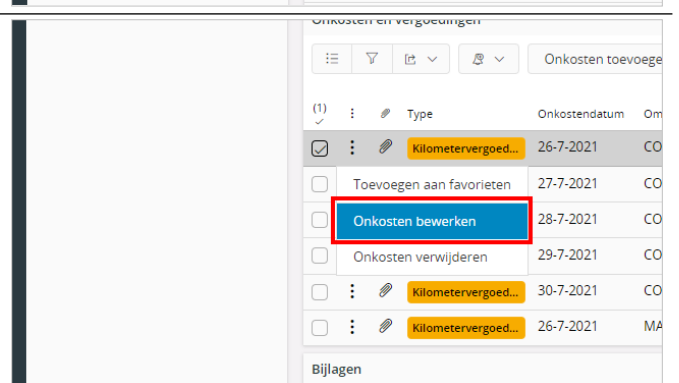 Onkosten en vergoedingen
Onkosten toevoege
(1)
Type Onkostendatum Om
Kilometervergoed... 26-7-2021 CO
Toevoegen aan favorieten 27-7-2021 CO
Onkosten bewerken 28-7-2021 CO
Onkosten verwijderen 29-7-2021 CO
Kilometervergoed... 30-7-2021 CO
Kilometervergoed... 26-7-2021 MA
Bijlagen